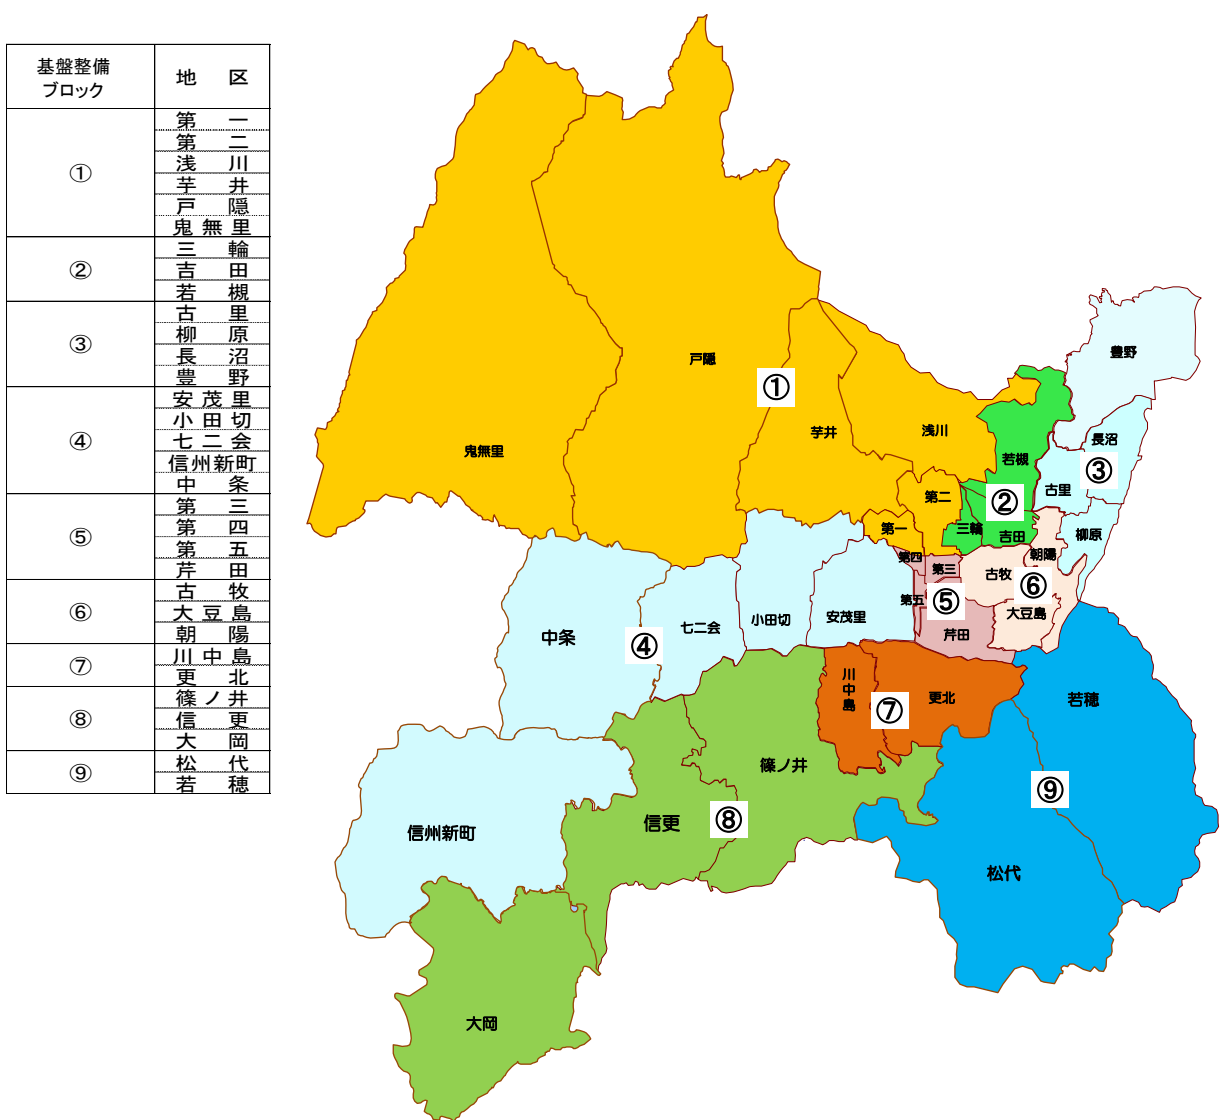 基盤整備
ブロック
地区
①
第一
第二
浅川
芋井
戸隠
鬼無里
②
三輪
吉田
若槻
③
古里
柳原
長沼
豊野
④
安茂里
小田切
七二会
信州新町
中条
⑤
第三
第四
第五
芹田
⑥
古牧
大豆島
朝陽
⑦
川中島
更北
⑧
篠ノ井
信更
大岡
⑨
松代
若穂
豊野
戸隠
①
芋井
浅川
長沼
鬼無里
若槻
③
古里
第二
②
第一
三輪
吉田
柳原
第四
第三
古牧
朝陽
⑥
第五
⑤
大豆島
安茂里
小田切
七二会
中条
④
芹田
川中島
更北
⑦
若穂
篠ノ井
⑨
信更
⑧
信州新町
松代
大岡